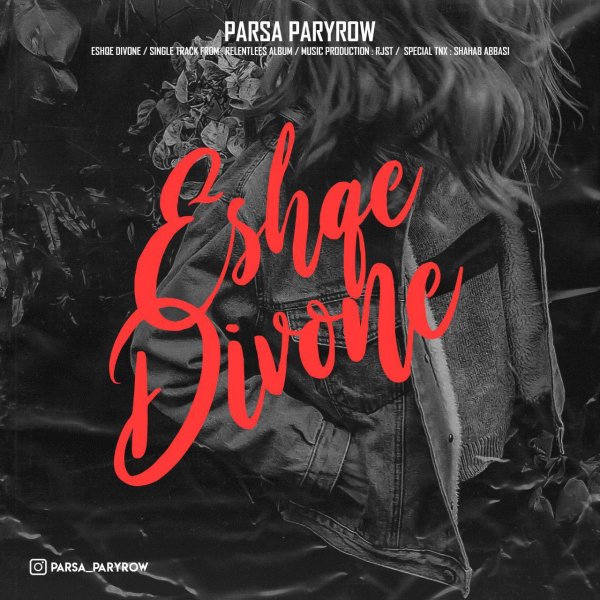 PARSA PARYROW
ESHQE DIVONE / SINGLE TRACK FROM : RELENTLEES ALBUM / MUSIC PRODUCTION : RJST / SPECIAL TNX : SHAHAB ABBASI
Eshqe
Divone
PARSA_PARYROW